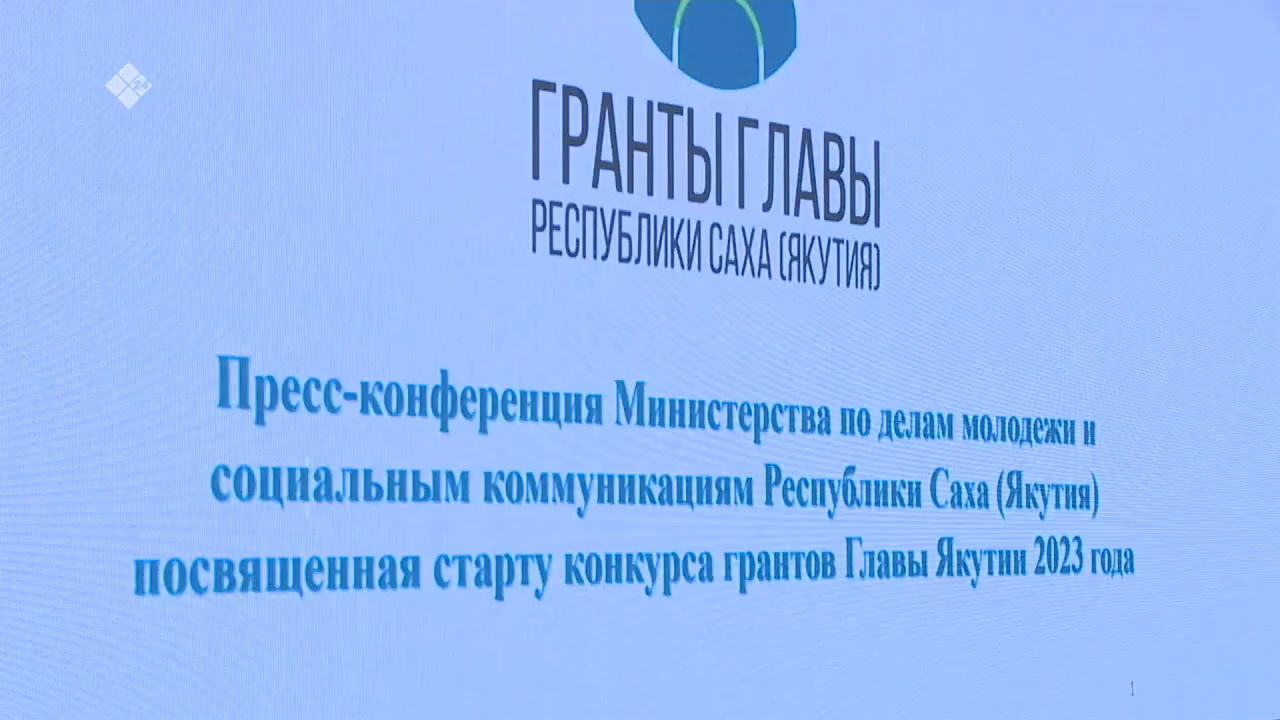 24
ГРАНТЫ ГЛАВЫ
РЕСПУБЛИКИ САХА (ЯКУТИЯ)
Пресс-конференция Министерства по делам молодежи и
социальным коммуникациям Республики Саха (Якутия)
посвященная старту конкурса грантов Главы Якутии 2023 года
1